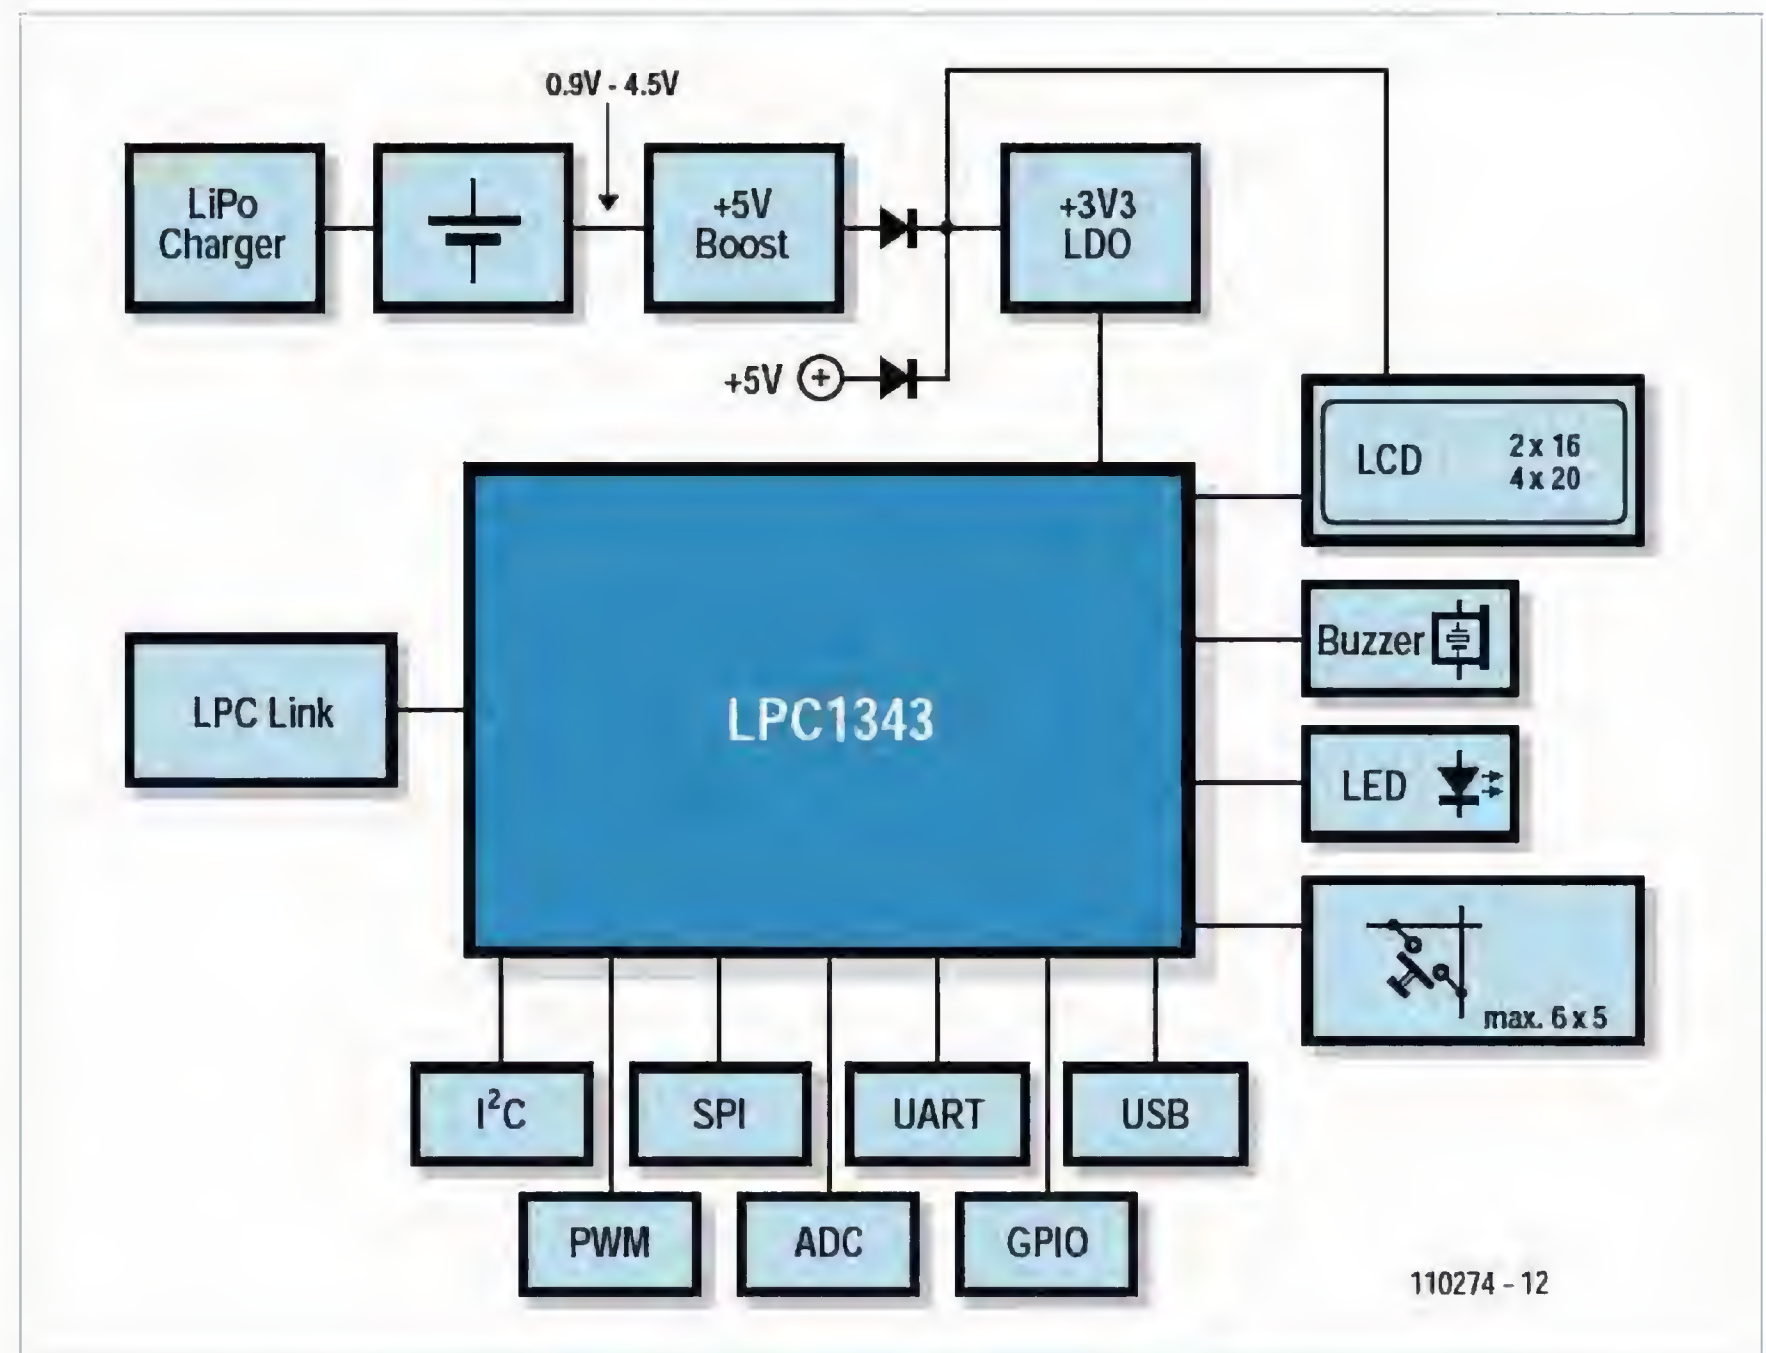 0.9V - 4.5V
LiPo
Charger
+5V
Boost
+3V3
LDO
+5V
LCD
2 x 16
4 x 20
Buzzer
LPC Link
LPC1343
LED
max. 6 x 5
I²C
SPI
UART
USB
PWM
ADC
GPIO
110274 - 12